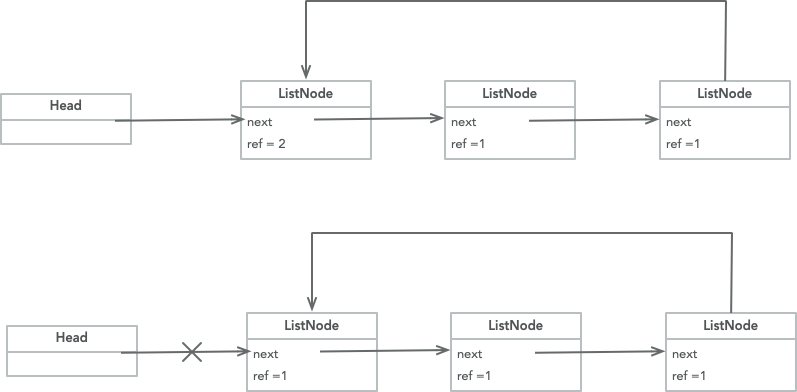 Head
ListNode
next
ref = 2
ListNode
next
ref =1
ListNode
next
ref =1
Head
ListNode
next
ref =1
ListNode
next
ref =1
ListNode
next
ref =1